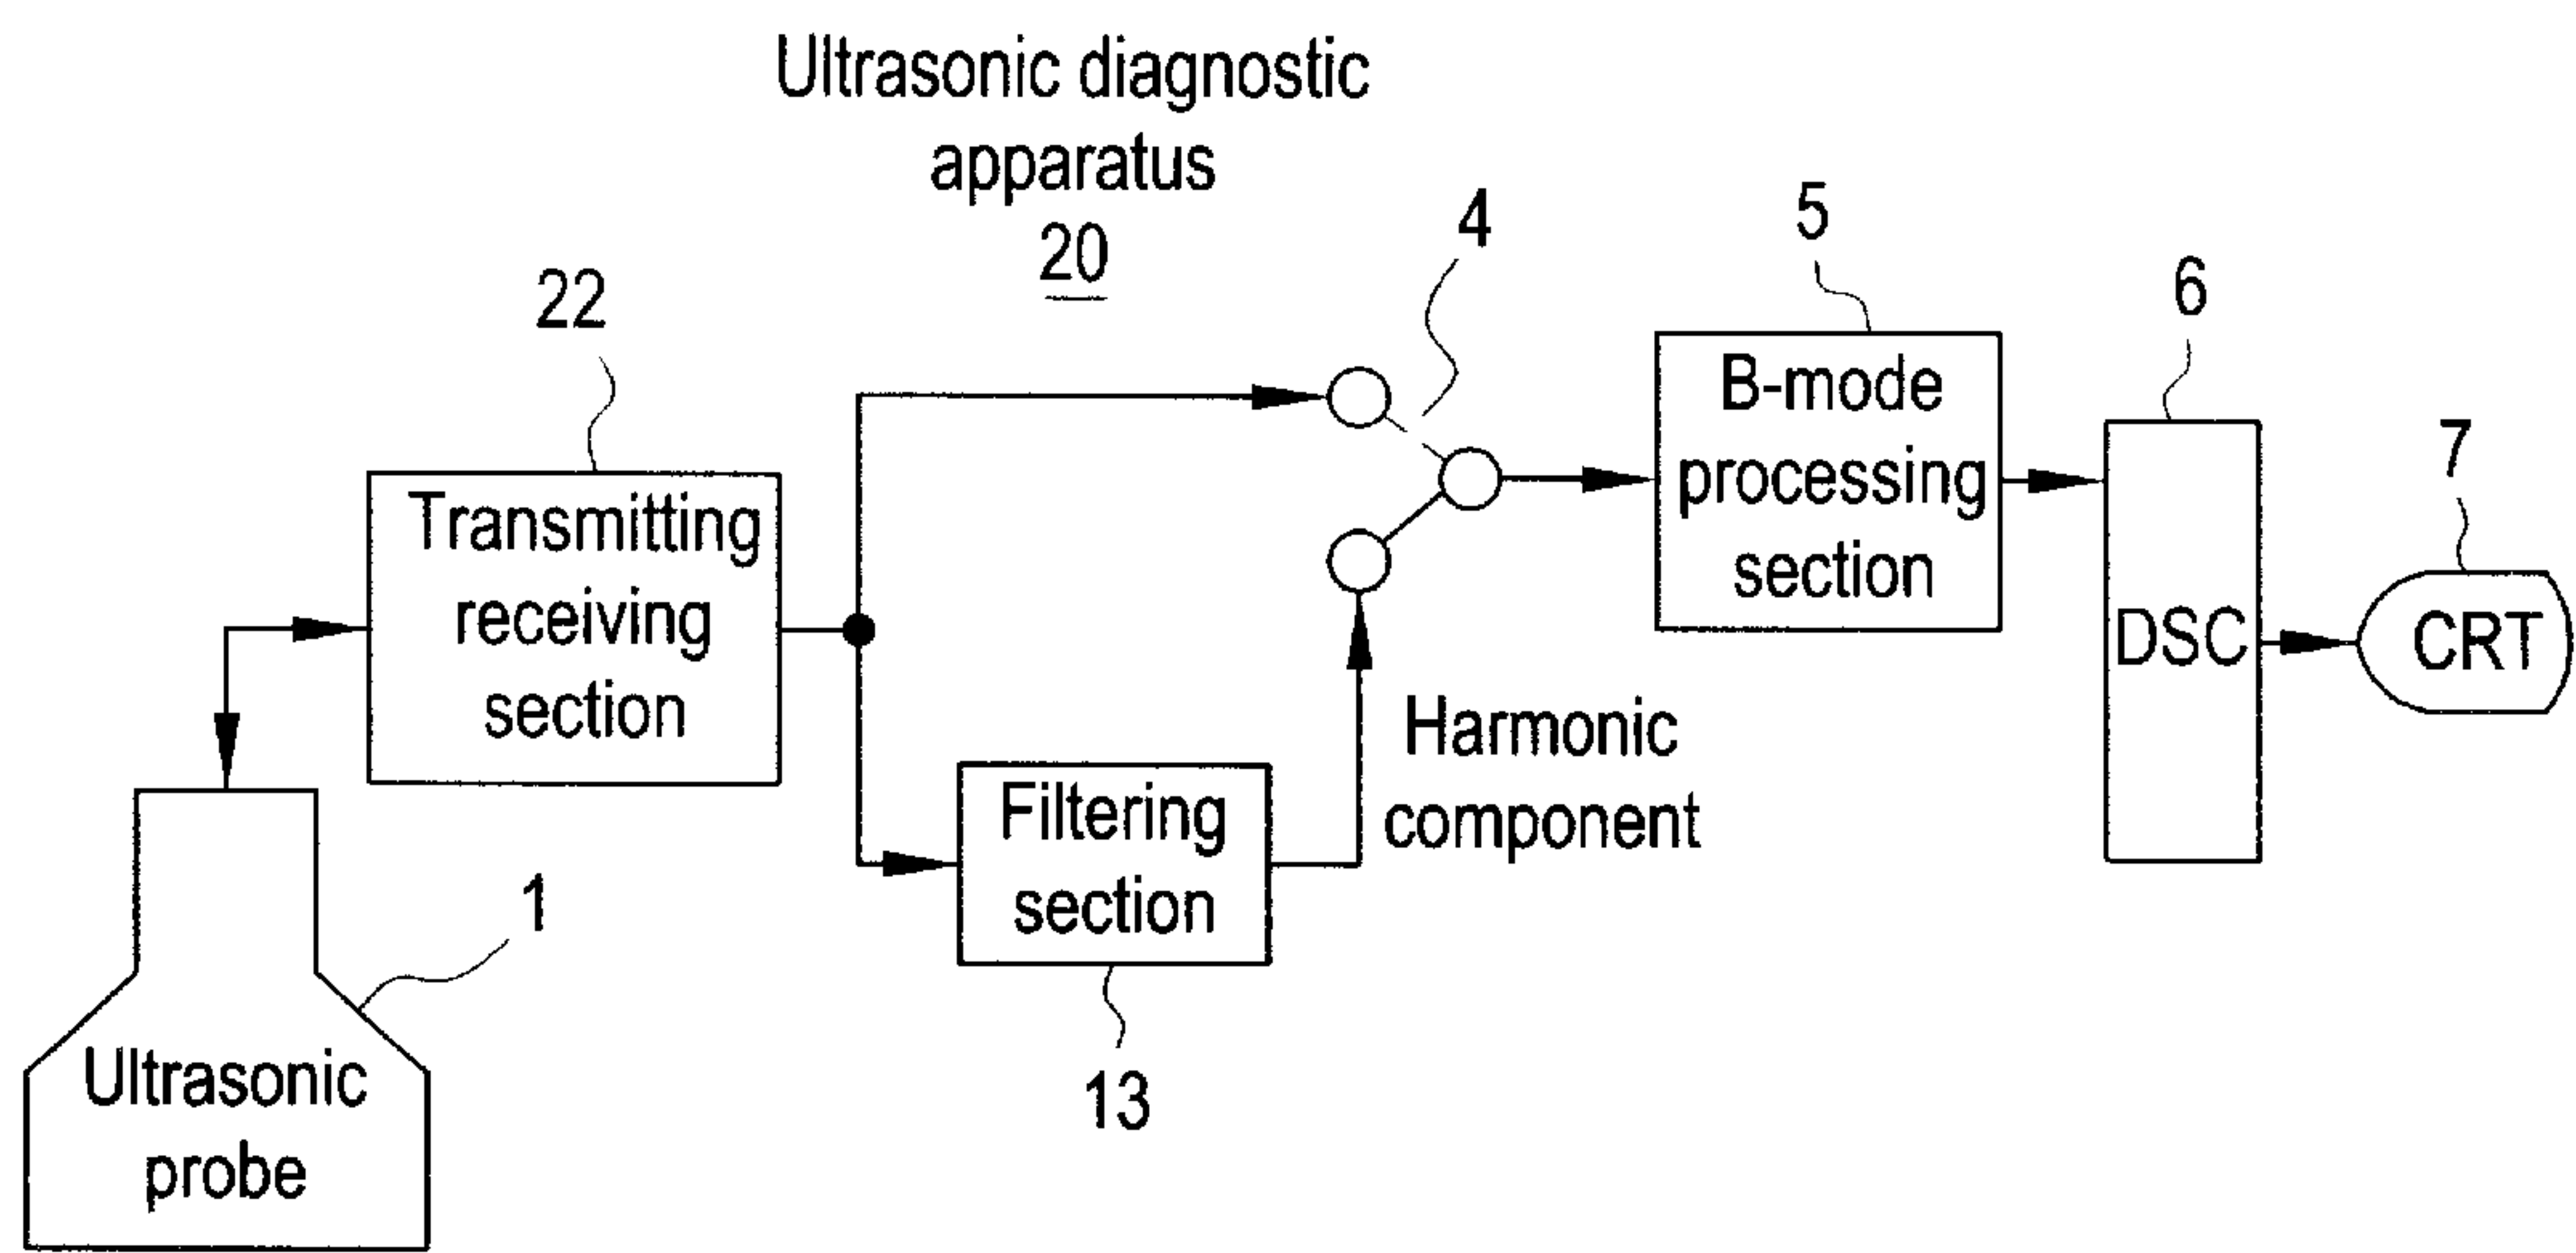 Ultrasonic diagnostic
apparatus
20
22
4
5
6
7
Transmitting
receiving
section
B-mode
processing
section
DSC
CRT
Harmonic
component
Filtering
section
13
1
Ultrasonic
probe